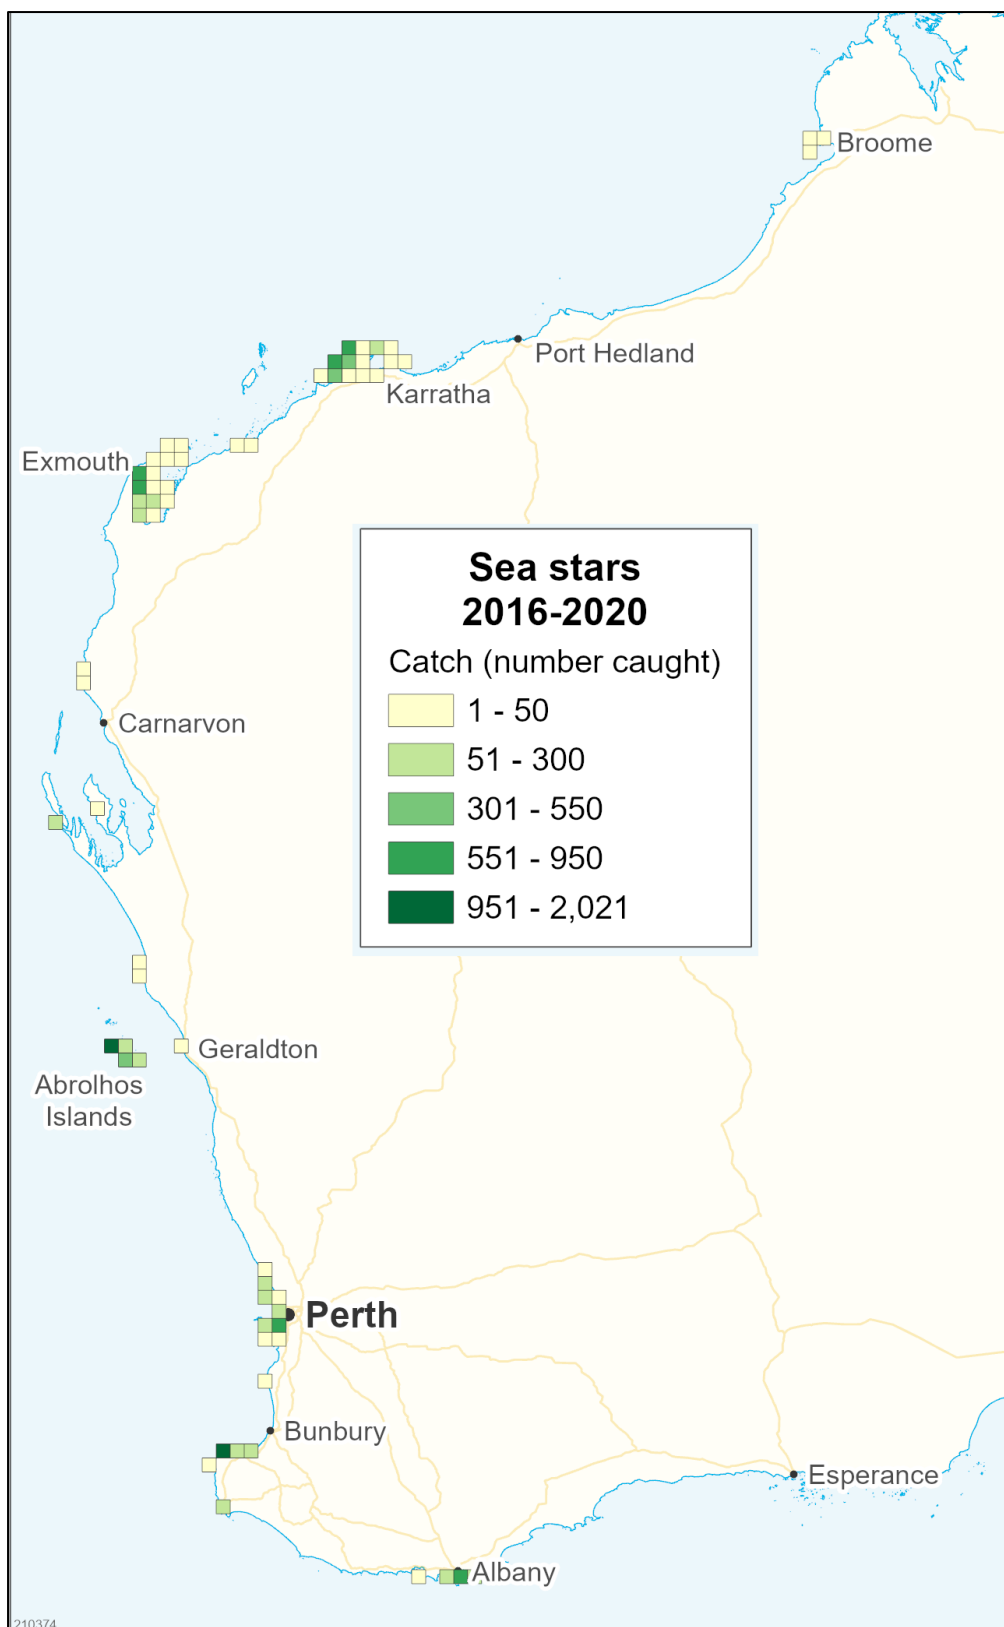 Broome
Port Hedland
Karratha
Exmouth
Sea stars
2016-2020
Catch (number caught)
1 - 50
51 - 300
301 - 550
551 - 950
951 - 2,021
Carnarvon
Geraldton
Abrolhos
Islands
Perth
Bunbury
Esperance
Albany
210374